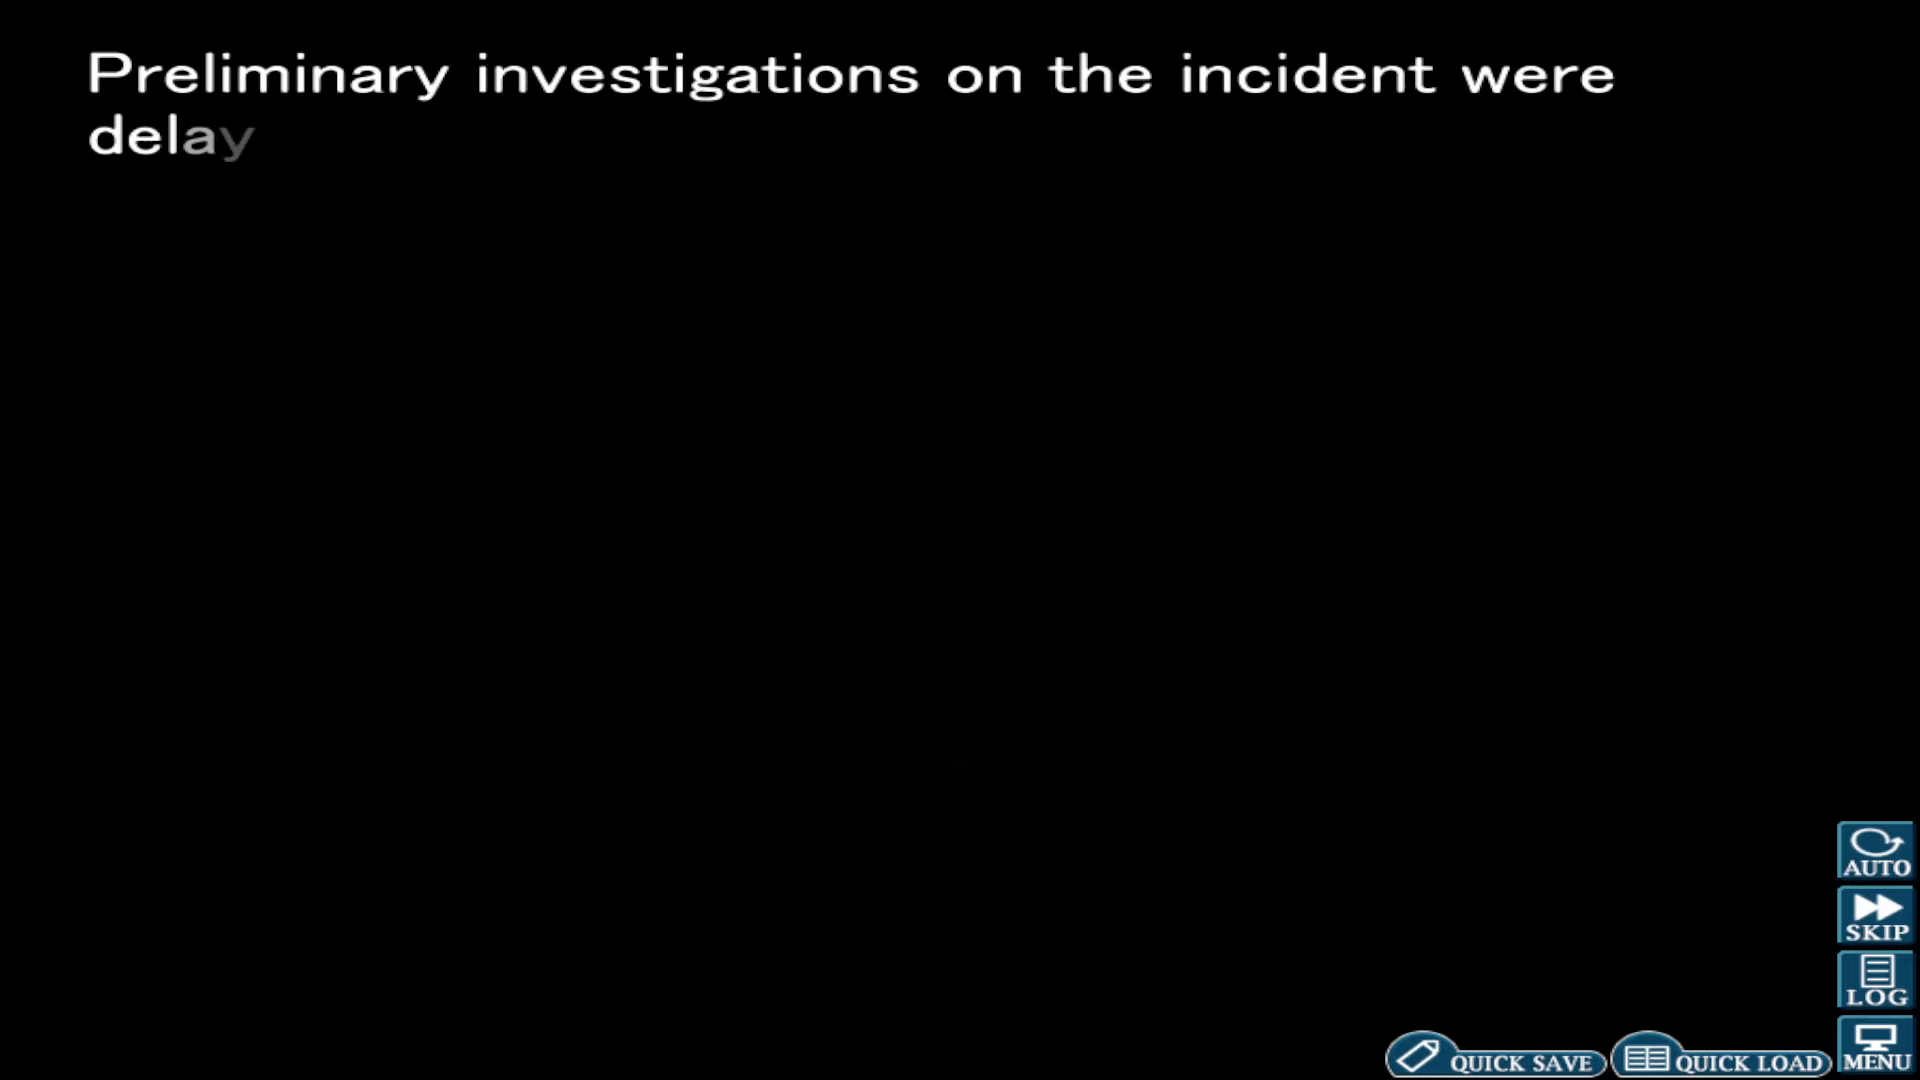 Preliminary investigations on the incident were
delay
AUTO
SKIP
LOG
QUICK SAVE
QUICK LOAD
MENU